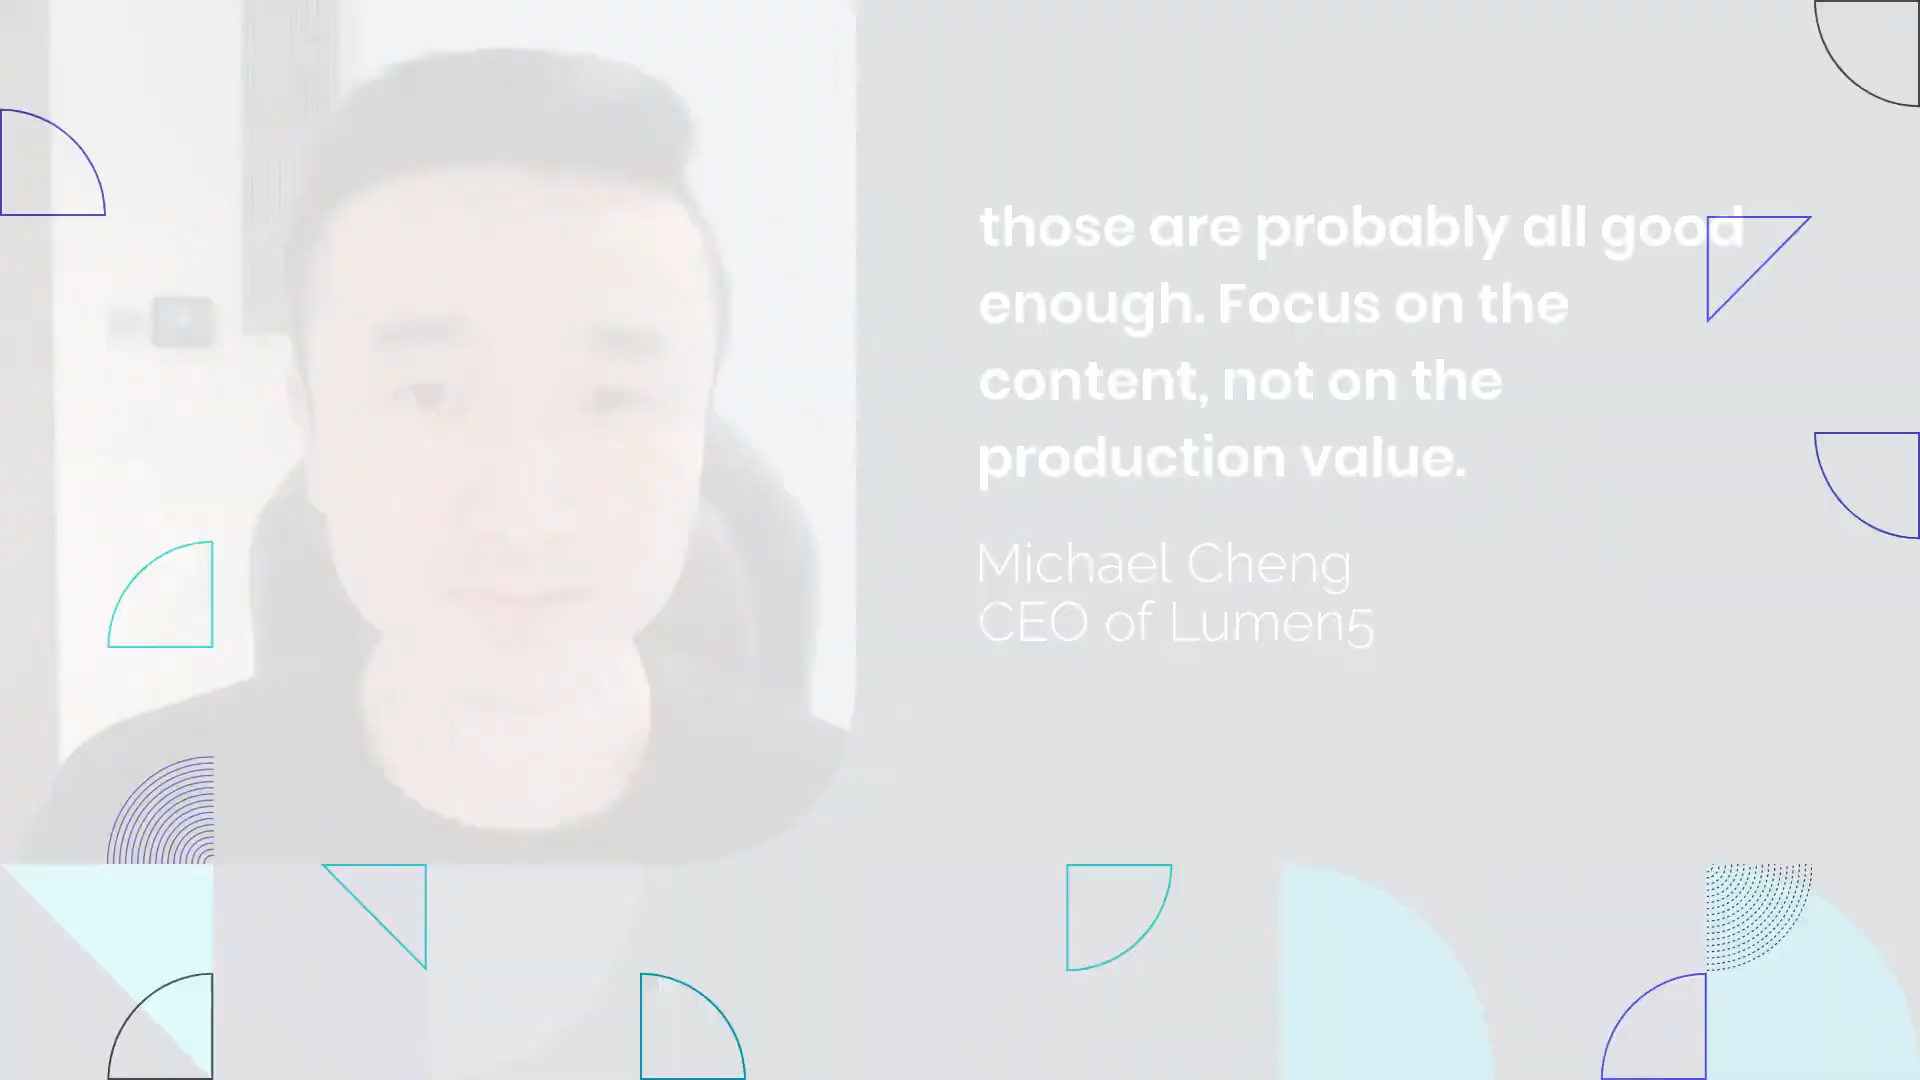 those are probably all good
enough. Focus on the
content, not on the
production value.
Michael Cheng
CEO of Lumen5